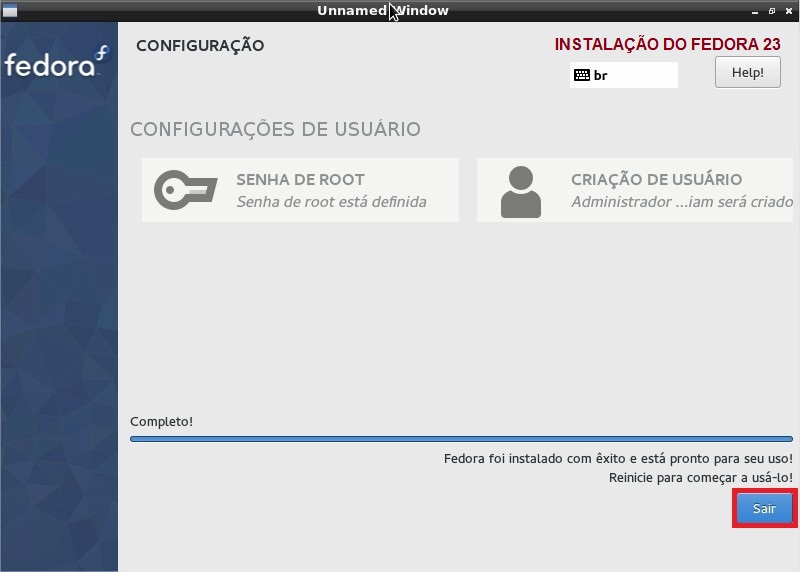 Unnamed Window
fedora
CONFIGURAÇÃO
INSTALAÇÃO DO FEDORA 23
br
Help!
CONFIGURAÇÕES DE USUÁRIO
SENHA DE ROOT
Senha de root está definida
CRIAÇÃO DE USUÁRIO
Administrador ...iam será criado
Completo!
Fedora foi instalado com êxito e está pronto para seu uso!
Reinicie para começar a usá-lo!
Sair